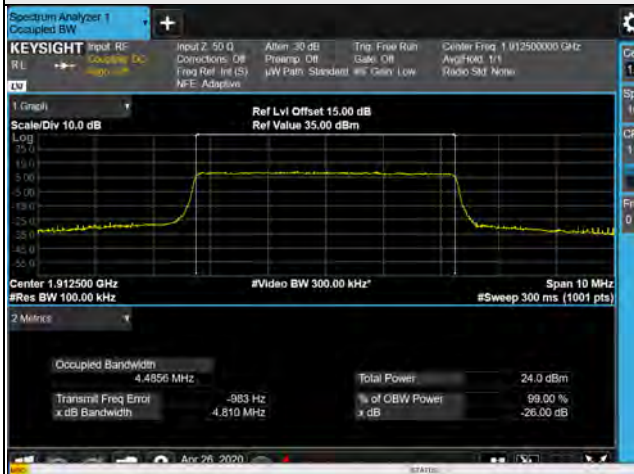 Spectrum Analyzer 1
Occupied BW
+
KEYSIGHT Input: RF Input Z: 50 Ω Atten: 30 dB Trig: Free Run Center Freq: 1.912500000 GHz
RL Coupling: DC Corrections: Off Preamp: Off Gate: Off Avg|Hold: 1/1
Freq Ref: Int (S) µW Path: Standard #IF Gain: Low Radio Std: None
NFE: Adaptive
1 Graph
Ref Lvl Offset 15.00 dB
Scale/Div 10.0 dB Ref Value 35.00 dBm
Log
25.0
15.0
5.00
-5.00
-15.0
-25.0
-35.0
-45.0
-55.0
Center 1.912500 GHz #Video BW 300.00 kHz* Span 10 MHz
#Res BW 100.00 kHz #Sweep 300 ms (1001 pts)
2 Metrics
Occupied Bandwidth
4.4856 MHz Total Power 24.0 dBm
Transmit Freq Error -983 Hz % of OBW Power 99.00 %
x dB Bandwidth 4.810 MHz x dB -26.00 dB
Apr 26, 2020
STATUS